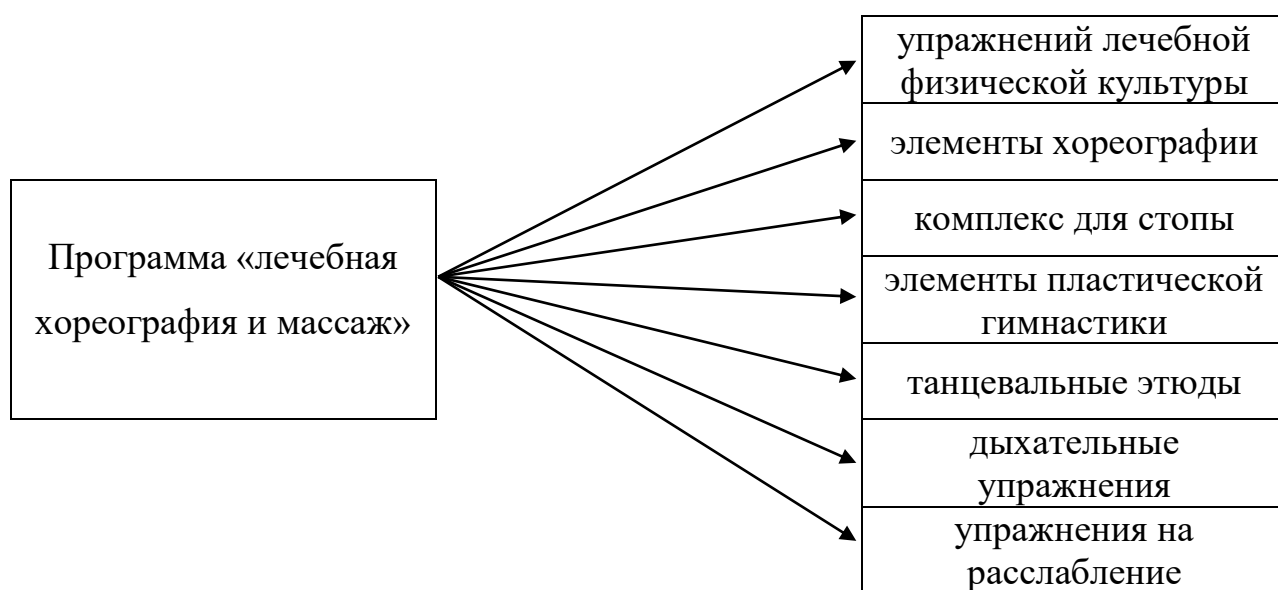 Программа «лечебная
хореография и массаж»
упражнений лечебной
физической культуры
элементы хореографии
комплекс для стопы
элементы пластической
гимнастики
танцевальные этюды
дыхательные
упражнения
упражнения на
расслабление